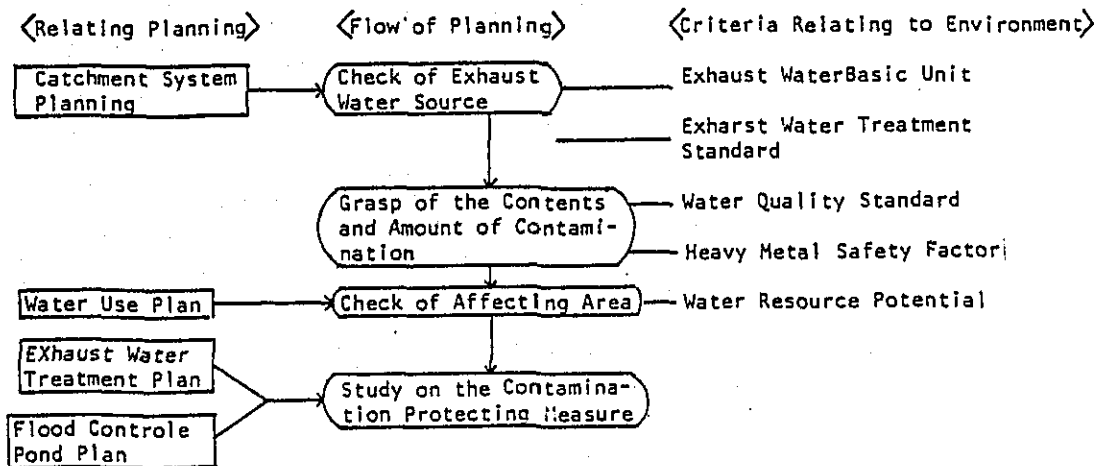 <Relating Planning> <Flow of Planning> <Criteria Relating to Environment>
Catchment System
Planning
Check of Exhaust
Water Source
Exhaust WaterBasic Unit
Exharst Water Treatment
Standard
Grasp of the Contents
and Amount of Contami-
nation
Water Quality Standard
Heavy Metal Safety Factor
Water Use Plan
Check of Affecting Area
Water Resource Potential
EXhaust Water
Treatment Plan
Study on the Contamina-
tion Protecting Measure
Flood Controle
Pond Plan